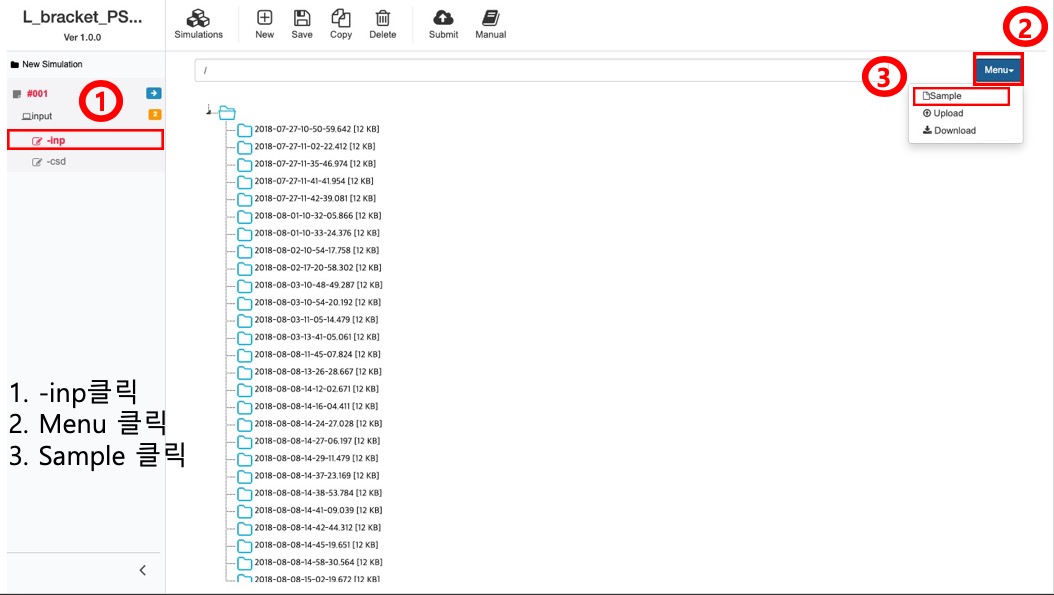 L_bracket_PS...
Ver 1.0.0
Simulations
New
Save
Copy
Delete
Submit
Manual
2
New Simulation
/
3
Menu
#001
1
Sample
input
2
Upload
Download
-inp
-csd
2018-07-27-10-50-59.642 [12 KB]
2018-07-27-11-02-22.412 [12 KB]
2018-07-27-11-35-46.974 [12 KB]
2018-07-27-11-41-41.954 [12 KB]
2018-07-27-11-42-39.081 [12 KB]
2018-08-01-10-32-05.866 [12 KB]
2018-08-01-10-33-24.376 [12 KB]
2018-08-02-10-54-17.758 [12 KB]
2018-08-02-17-20-58.302 [12 KB]
2018-08-03-10-48-49.287 [12 KB]
2018-08-03-10-54-20.192 [12 KB]
2018-08-03-11-05-14.479 [12 KB]
2018-08-03-13-41-05.061 [12 KB]
2018-08-08-11-45-07.824 [12 KB]
2018-08-08-13-26-28.667 [12 KB]
2018-08-08-14-12-02.671 [12 KB]
2018-08-08-14-16-04.411 [12 KB]
2018-08-08-14-24-27.028 [12 KB]
2018-08-08-14-27-06.197 [12 KB]
2018-08-08-14-29-11.479 [12 KB]
2018-08-08-14-37-23.169 [12 KB]
2018-08-08-14-38-53.784 [12 KB]
2018-08-08-14-41-09.039 [12 KB]
2018-08-08-14-42-44.312 [12 KB]
2018-08-08-14-45-19.651 [12 KB]
2018-08-08-14-58-30.564 [12 KB]
2018-08-08-15-02-19.672 [12 KB]
1. -inp클릭
2. Menu 클릭
3. Sample 클릭